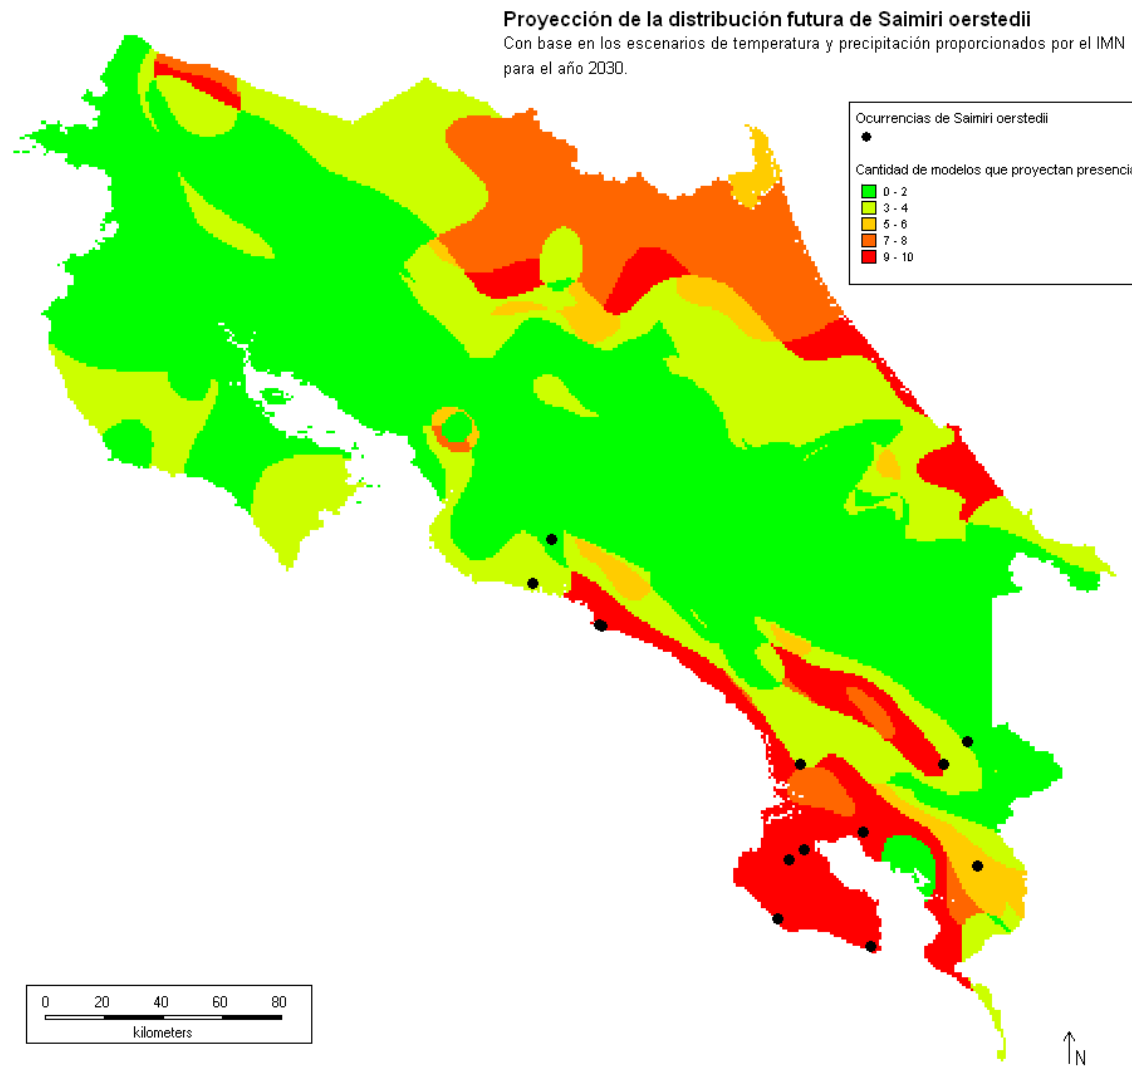 Proyección de la distribución futura de Saimiri oerstedii
Con base en los escenarios de temperatura y precipitación proporcionados por el IMN
para el año 2030.
Ocurrencias de Saimiri oerstedii
Cantidad de modelos que proyectan presencia
0 - 2
3 - 4
5 - 6
7 - 8
9 - 10
0 20 40 60 80
kilometers
N